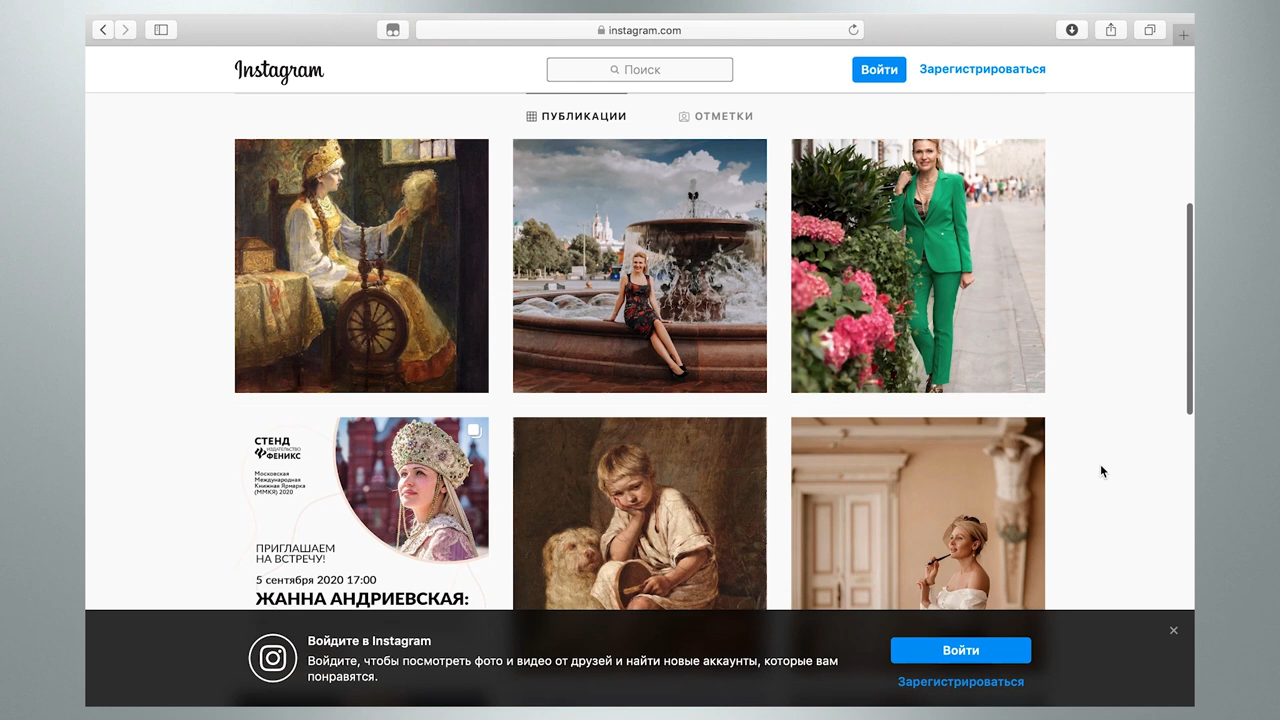 instagram.com
Instagram
Поиск
Войти
Зарегистрироваться
ПУБЛИКАЦИИ
ОТМЕТКИ
СТЕНД
ИЗДАТЕЛЬСТВО
ФЕНИКС
Московская
Международная
Книжная Ярмарка
(ММКЯ) 2020
ПРИГЛАШАЕМ
НА ВСТРЕЧУ!
5 сентября 2020 17:00
ЖАННА АНДРИЕВСКАЯ:
Войдите в Instagram
Войдите, чтобы посмотреть фото и видео от друзей и найти новые аккаунты, которые вам
понравятся.
Войти
Зарегистрироваться